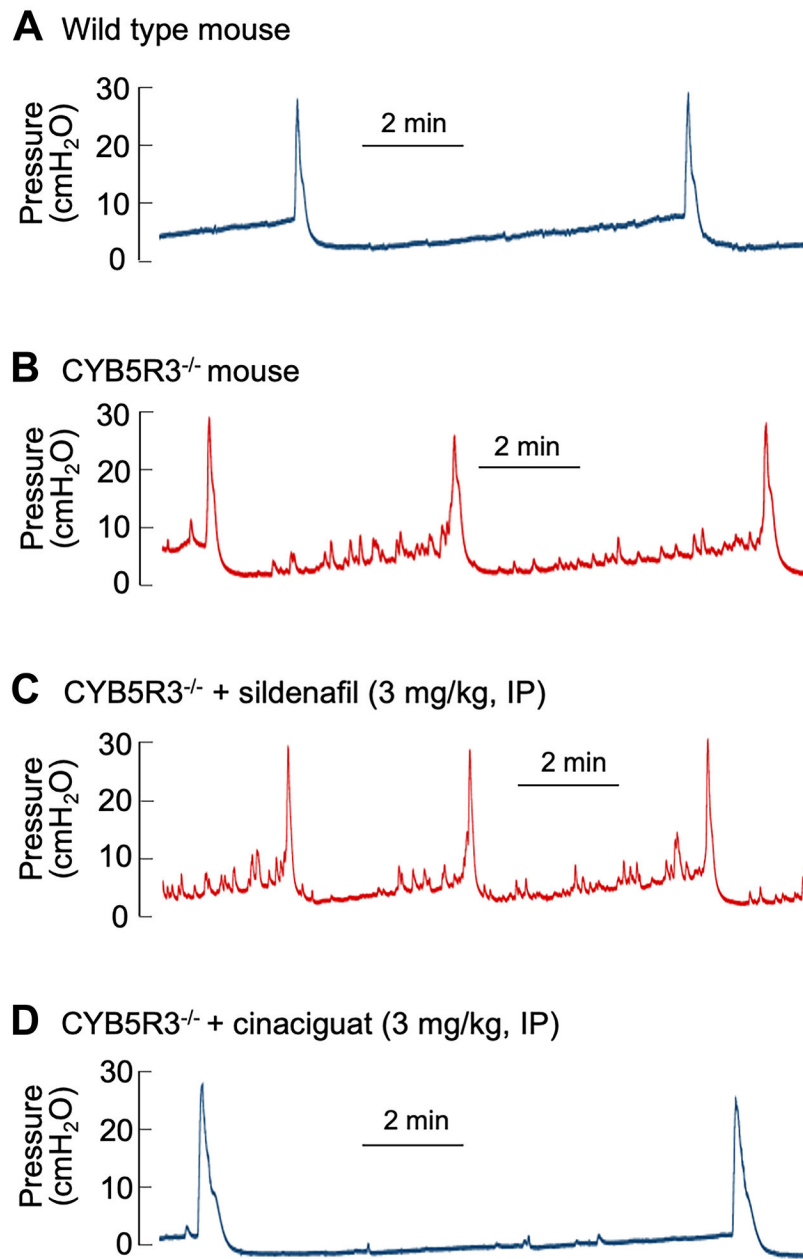 A Wild type mouse
30
20
10
0
Pressure
(cmH₂O)
2 min
B CYB5R3-/- mouse
30
20
10
0
Pressure
(cmH₂O)
2 min
C CYB5R3-/- + sildenafil (3 mg/kg, IP)
30
20
10
0
Pressure
(cmH₂O)
2 min
D CYB5R3-/- + cinaciguat (3 mg/kg, IP)
30
20
10
0
Pressure
(cmH₂O)
2 min